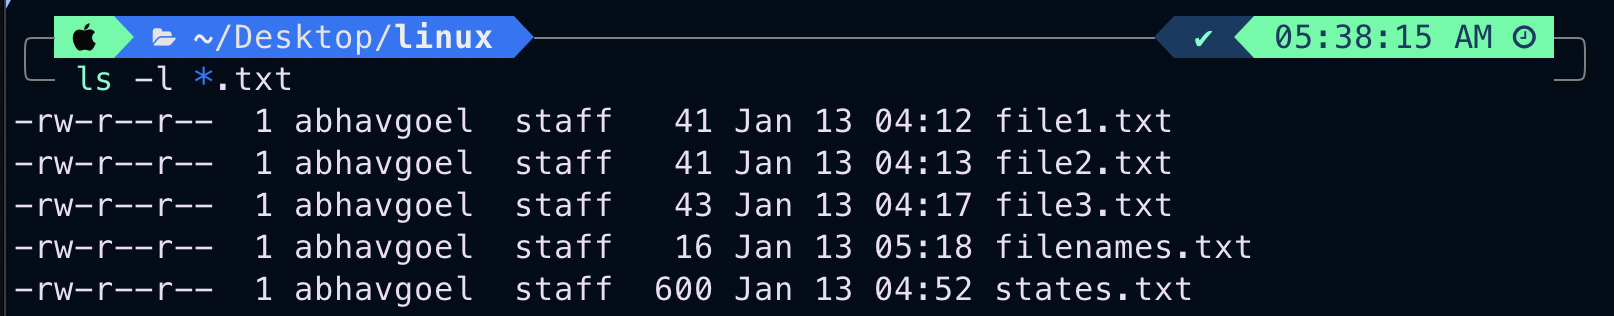 ~/Desktop/linux ✔ 05:38:15 AM
ls -l *.txt
-rw-r--r-- 1 abhavgoel staff 41 Jan 13 04:12 file1.txt
-rw-r--r-- 1 abhavgoel staff 41 Jan 13 04:13 file2.txt
-rw-r--r-- 1 abhavgoel staff 43 Jan 13 04:17 file3.txt
-rw-r--r-- 1 abhavgoel staff 16 Jan 13 05:18 filenames.txt
-rw-r--r-- 1 abhavgoel staff 600 Jan 13 04:52 states.txt